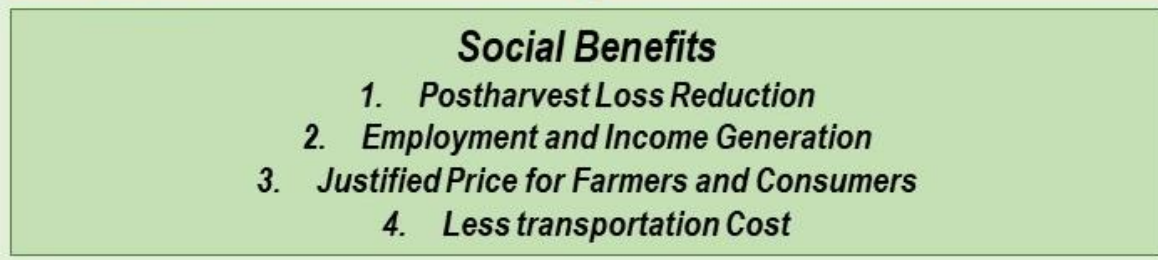 Social Benefits
1. Postharvest Loss Reduction
2. Employment and Income Generation
3. Justified Price for Farmers and Consumers
4. Less transportation Cost